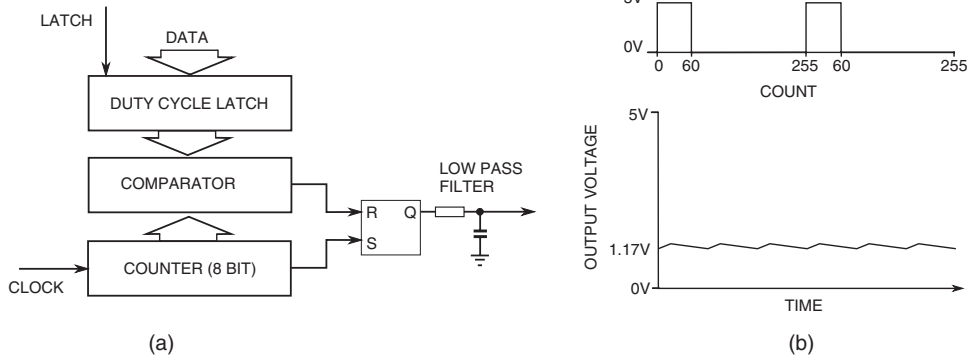 LATCH
DATA
DUTY CYCLE LATCH
COMPARATOR
LOW PASS
FILTER
R Q
S
COUNTER (8 BIT)
CLOCK
(a)
0V
0 60 255 60 255
COUNT
5V
OUTPUT VOLTAGE
1.17V
0V
TIME
(b)